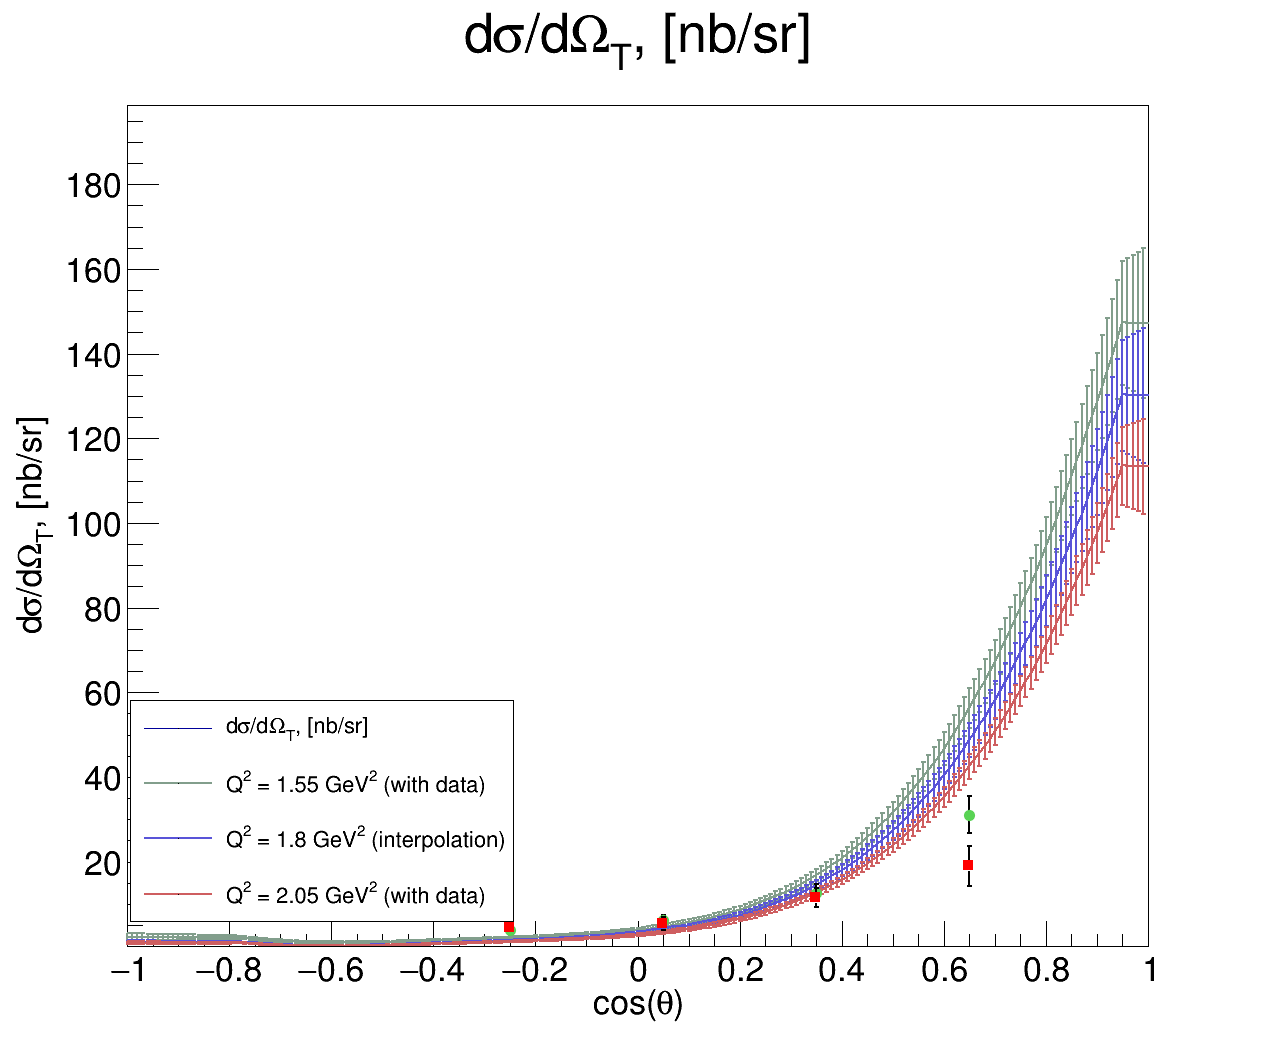 dσ/dΩT, [nb/sr]
dσ/dΩT, [nb/sr]
180
160
140
120
100
80
60
40
20
dσ/dΩT, [nb/sr]
Q2 = 1.55 GeV2 (with data)
Q2 = 1.8 GeV2 (interpolation)
Q2 = 2.05 GeV2 (with data)
−1 −0.8 −0.6 −0.4 −0.2 0 0.2 0.4 0.6 0.8 1
cos(θ)